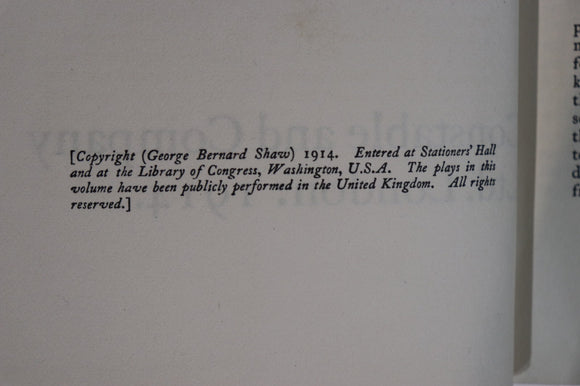 [Copyright (George Bernard Shaw) 1914. Entered at Stationers' Hall
and at the Library of Congress, Washington, U.S.A. The plays in this
volume have been publicly performed in the United Kingdom. All rights
reserved.]